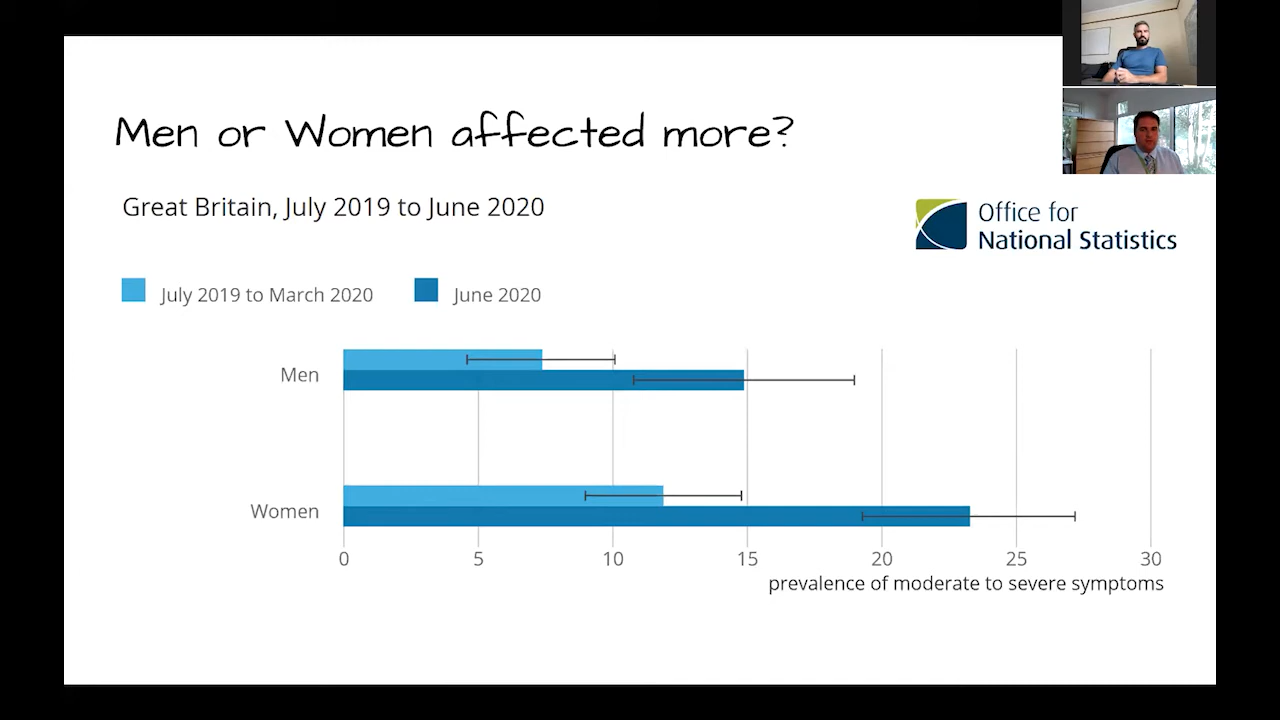 Men or Women affected more?
Great Britain, July 2019 to June 2020
Office for
National Statistics
July 2019 to March 2020 June 2020
Men
Women
0 5 10 15 20 25 30
prevalence of moderate to severe symptoms